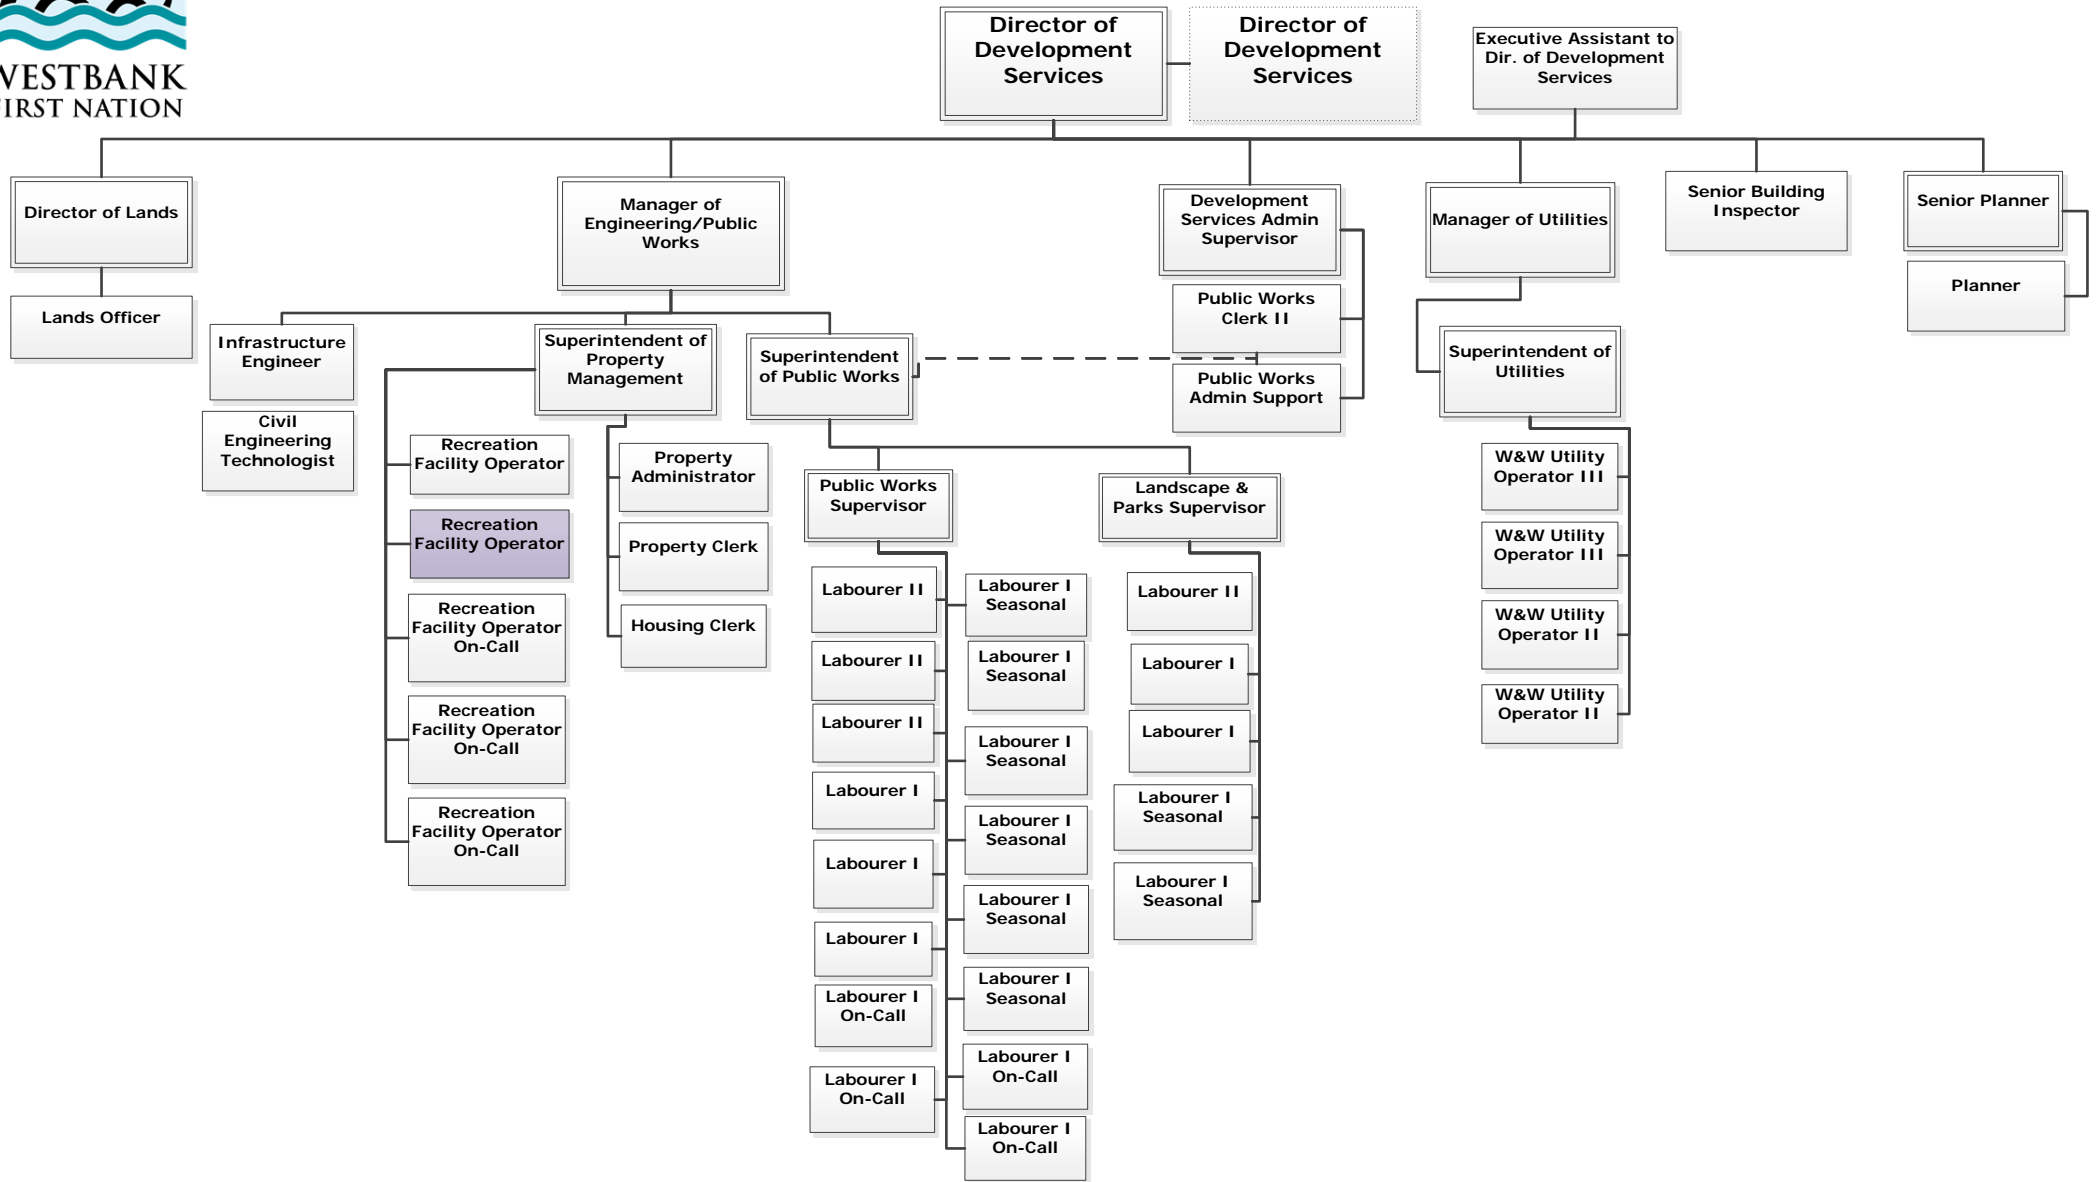 WESTBANK
FIRST NATION
Director of
Development
Services
Director of
Development
Services
Executive Assistant to
Dir. of Development
Services
Director of Lands
Manager of
Engineering/Public
Works
Development
Services Admin
Supervisor
Manager of Utilities
Senior Building
Inspector
Senior Planner
Lands Officer
Public Works
Clerk II
Planner
Infrastructure
Engineer
Superintendent of
Property
Management
Superintendent
of Public Works
Public Works
Admin Support
Superintendent of
Utilities
Civil
Engineering
Technologist
Recreation
Facility Operator
Recreation
Facility Operator
Recreation
Facility Operator
On-Call
Recreation
Facility Operator
On-Call
Recreation
Facility Operator
On-Call
Property
Administrator
Property Clerk
Housing Clerk
Public Works
Supervisor
Landscape &
Parks Supervisor
Labourer II
Labourer II
Labourer II
Labourer I
Labourer I
Labourer I
Labourer I
On-Call
Labourer I
On-Call
Labourer I
Seasonal
Labourer I
Seasonal
Labourer I
Seasonal
Labourer I
Seasonal
Labourer I
Seasonal
Labourer I
Seasonal
Labourer I
On-Call
Labourer I
On-Call
Labourer II
Labourer I
Labourer I
Labourer I
Seasonal
Labourer I
Seasonal
W&W Utility
Operator III
W&W Utility
Operator III
W&W Utility
Operator II
W&W Utility
Operator II